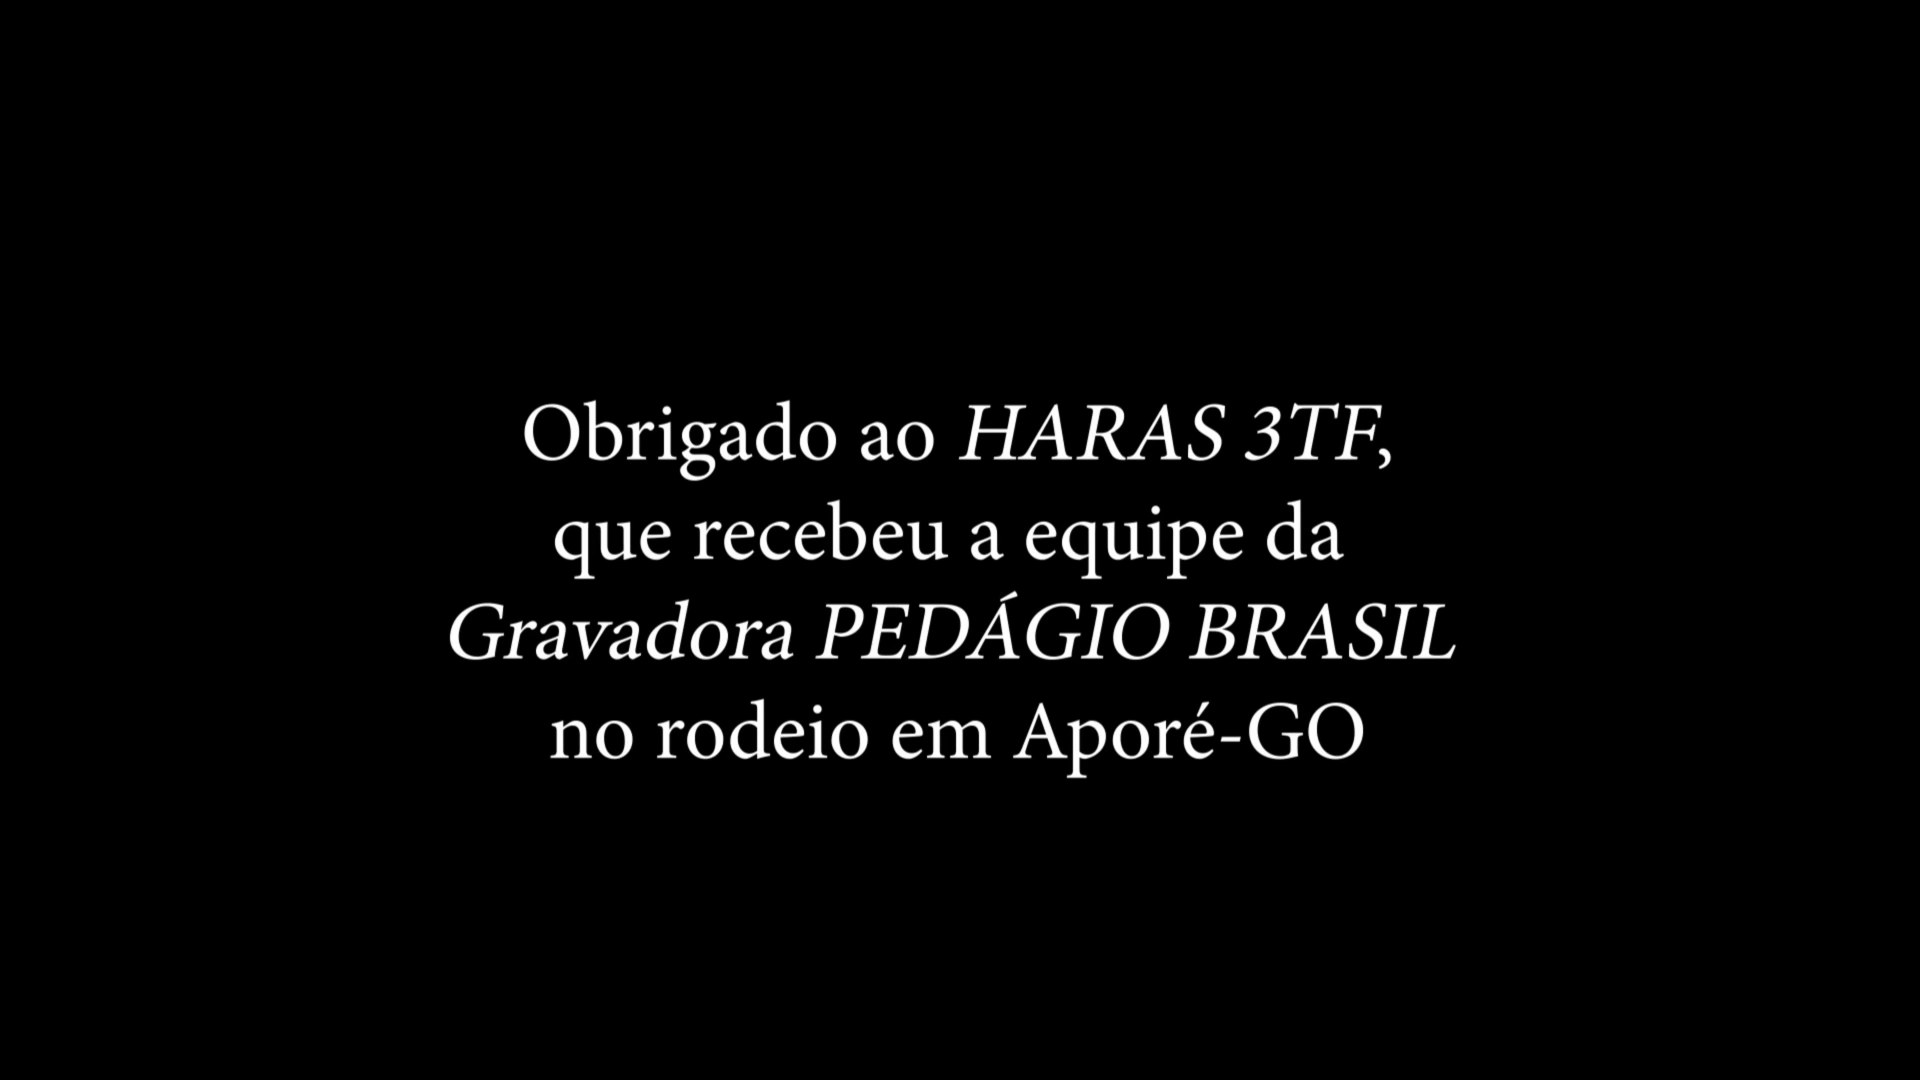 Obrigado ao HARAS 3TF,
que recebeu a equipe da
Gravadora PEDÁGIO BRASIL
no rodeio em Aporé-GO